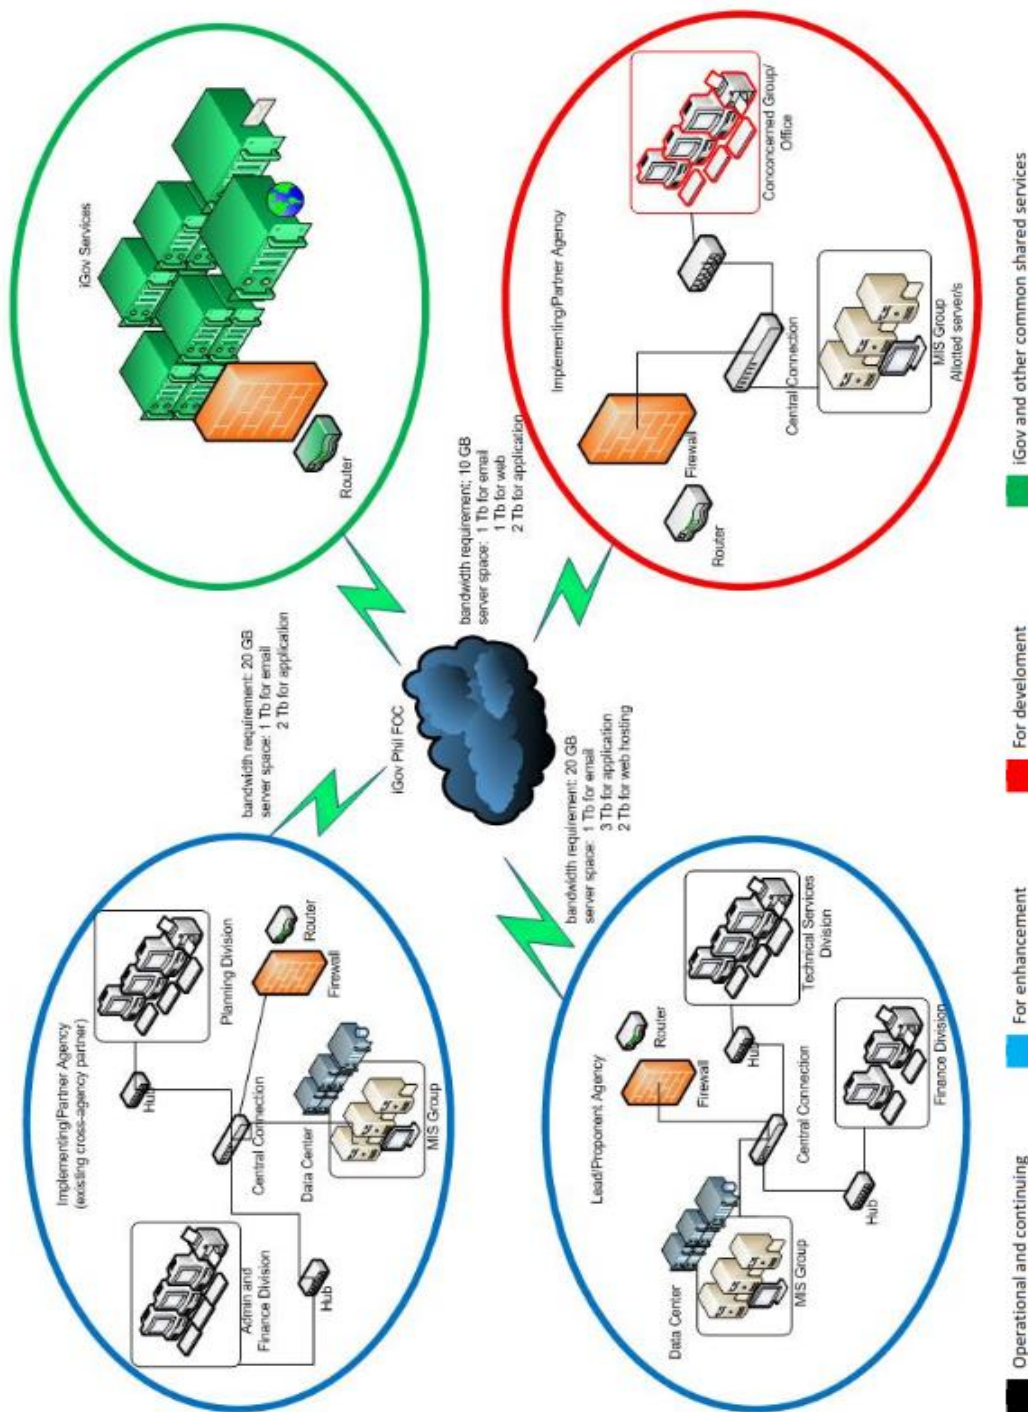 Implementing/Partner Agency
(existing cross-agency partner)
Admin and
Finance Division
Hub
Hub
Planning Division
Central Connection
Data Center
MIS Group
Firewall
Router
bandwidth requirement: 20 GB
server space: 1 Tb for email
2 Tb for application
iGov Services
Router
iGov Phil FOC
bandwidth requirement: 10 GB
server space: 1 Tb for email
1 Tb for web
2 Tb for application
bandwidth requirement: 20 GB
server space: 1 Tb for email
3 Tb for application
2 Tb for web hosting
Lead/Proponent Agency
Data Center
MIS Group
Firewall
Router
Hub
Central Connection
Hub
Technical Services
Division
Finance Division
Implementing/Partner Agency
Firewall
Router
Central Connection
MIS Group
Allotted server/s
Conconcerned Group/
Office
Operational and continuing
For enhancement
For develoment
iGov and other common shared services